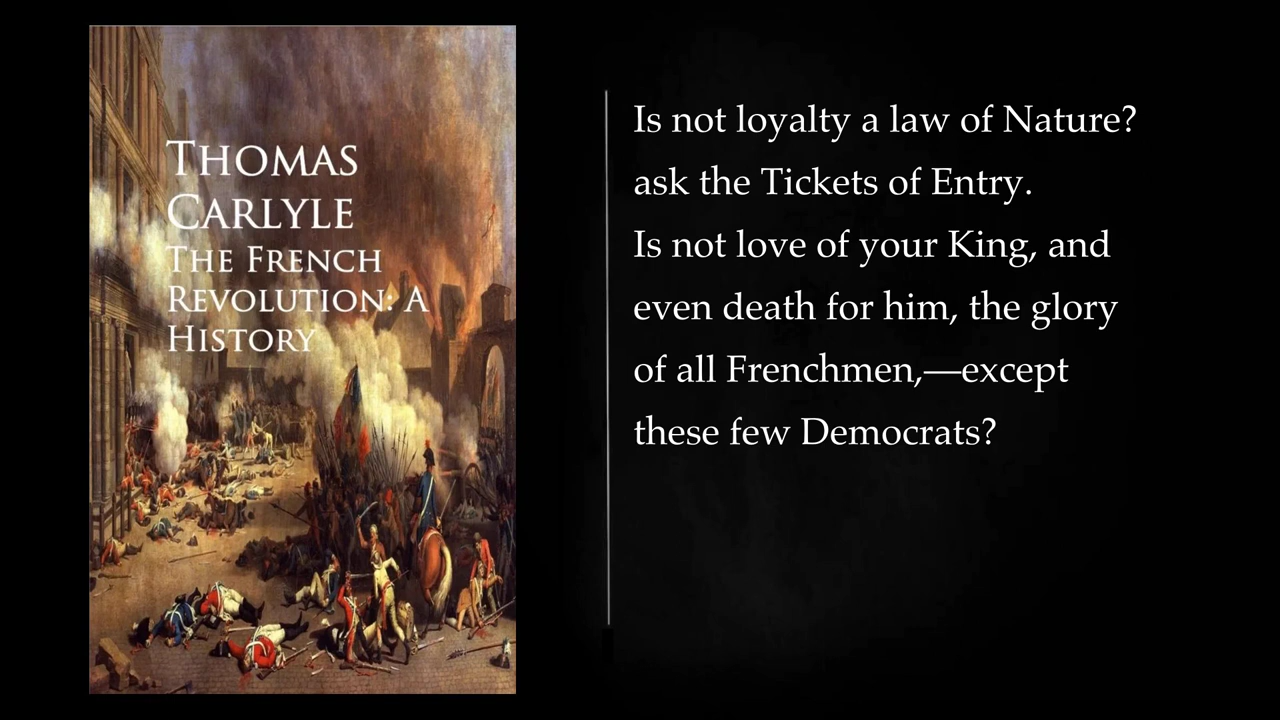 THOMAS
CARLYLE
THE FRENCH
REVOLUTION: A
HISTORY
Is not loyalty a law of Nature?
ask the Tickets of Entry.
Is not love of your King, and
even death for him, the glory
of all Frenchmen,—except
these few Democrats?